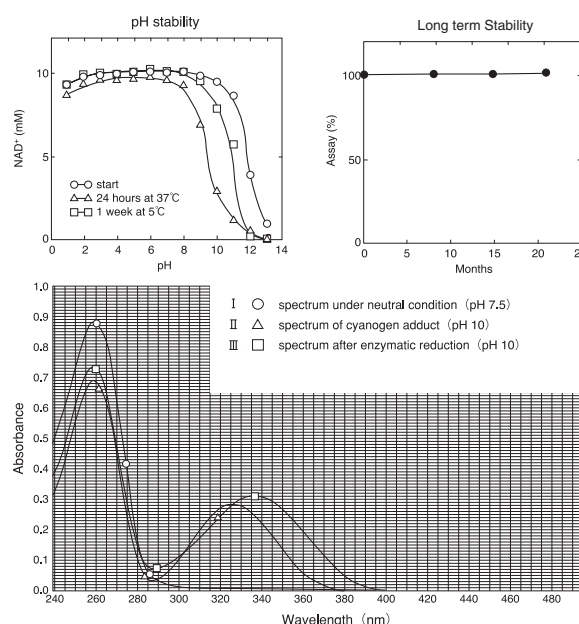 pH stability
NAD⁺ (mM)
10
5
0
start
24 hours at 37℃
1 week at 5℃
0 2 4 6 8 10 12 14
pH
Long term Stability
Assay (%)
100
50
0
0 5 10 15 20 25
Months
Absorbance
1.0
0.9
0.8
0.7
0.6
0.5
0.4
0.3
0.2
0.1
0.0
I spectrum under neutral condition (pH 7.5)
II spectrum of cyanogen adduct (pH 10)
III spectrum after enzymatic reduction (pH 10)
240 260 280 300 320 340 360 380 400 420 440 460 480
Wavelength (nm)